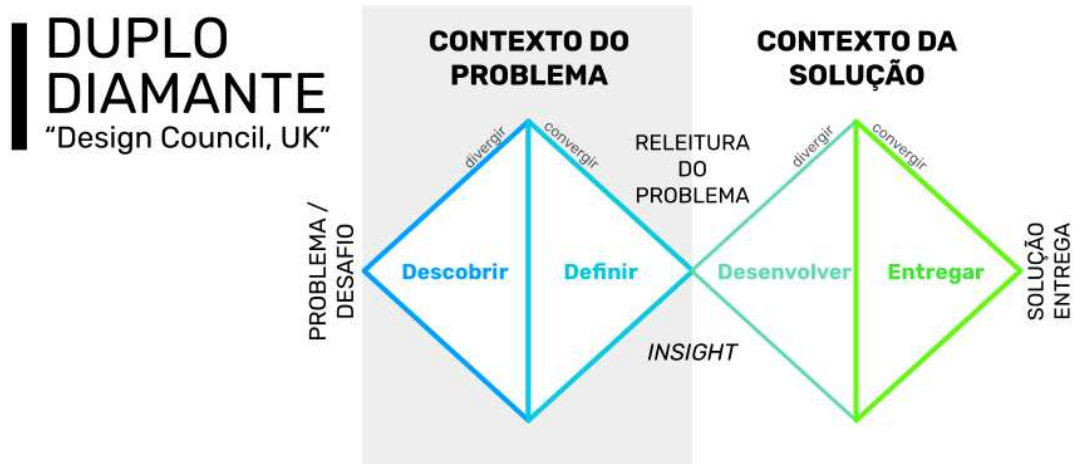 DUPLO
DIAMANTE
“Design Council, UK”
CONTEXTO DO
PROBLEMA
CONTEXTO DA
SOLUÇÃO
divergir
convergir
RELEITURA
DO
PROBLEMA
divergir
convergir
PROBLEMA /
DESAFIO
Descobrir
Definir
Desenvolver
Entregar
SOLUÇÃO
ENTREGA
INSIGHT